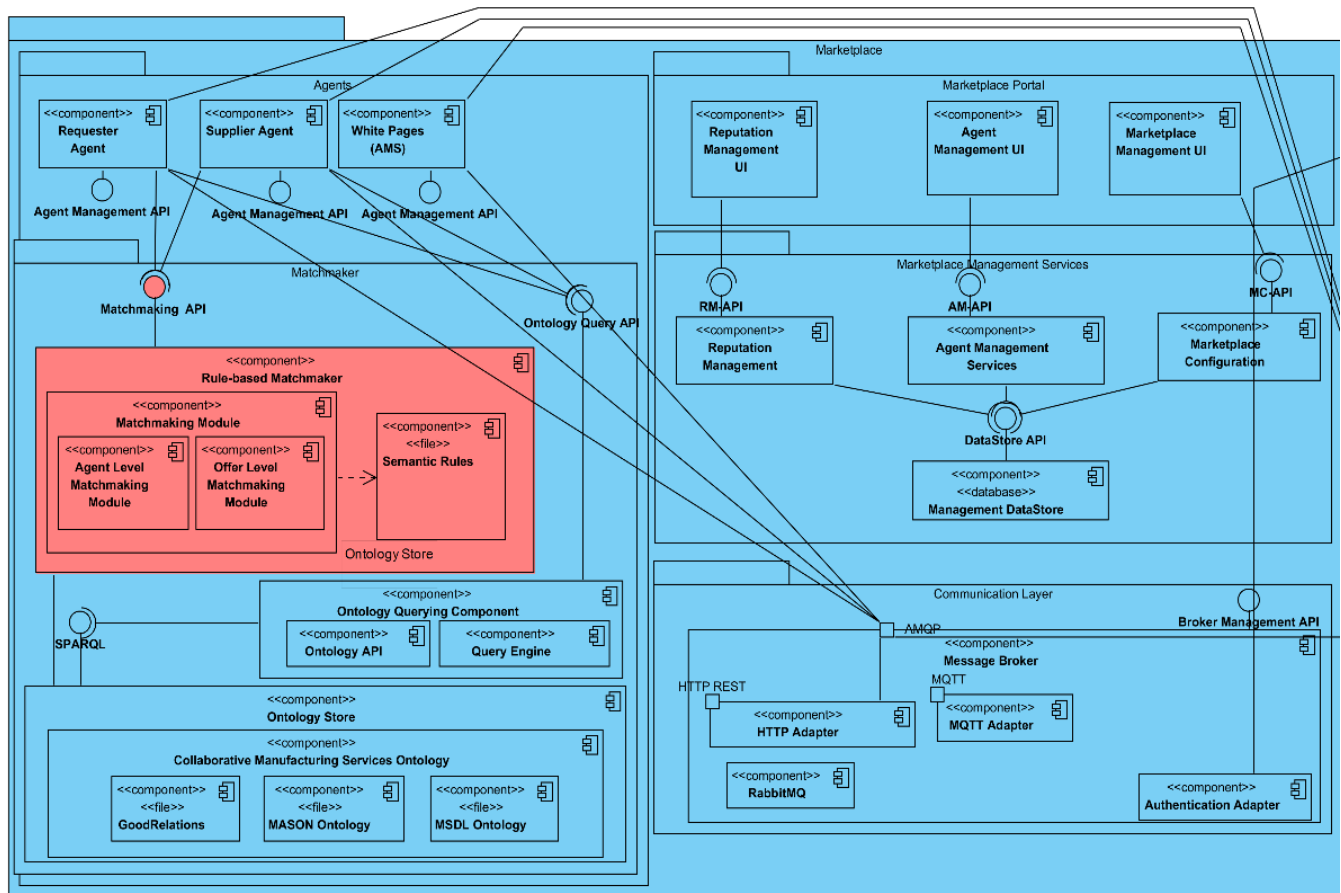 Marketplace
Agents
<<component>>
Requester
Agent
<<component>>
Supplier Agent
<<component>>
White Pages
(AMS)
Agent Management API
Agent Management API
Agent Management API
Matchmaker
Matchmaking API
Ontology Query API
<<component>>
Rule-based Matchmaker
<<component>>
Matchmaking Module
<<component>>
Agent Level
Matchmaking
Module
<<component>>
Offer Level
Matchmaking
Module
<<component>>
<<file>>
Semantic Rules
Ontology Store
<<component>>
Ontology Querying Component
<<component>>
Ontology API
<<component>>
Query Engine
SPARQL
<<component>>
Ontology Store
<<component>>
Collaborative Manufacturing Services Ontology
<<component>>
<<file>>
GoodRelations
<<component>>
<<file>>
MASON Ontology
<<component>>
<<file>>
MSDL Ontology
Marketplace Portal
<<component>>
Reputation
Management
UI
<<component>>
Agent
Management UI
<<component>>
Marketplace
Management UI
Marketplace Management Services
RM-API
AM-API
MC-API
<<component>>
Reputation
Management
<<component>>
Agent Management
Services
<<component>>
Marketplace
Configuration
DataStore API
<<component>>
<<database>>
Management DataStore
Communication Layer
Broker Management API
AMQP
<<component>>
Message Broker
HTTP REST
MQTT
<<component>>
HTTP Adapter
<<component>>
MQTT Adapter
<<component>>
RabbitMQ
<<component>>
Authentication Adapter